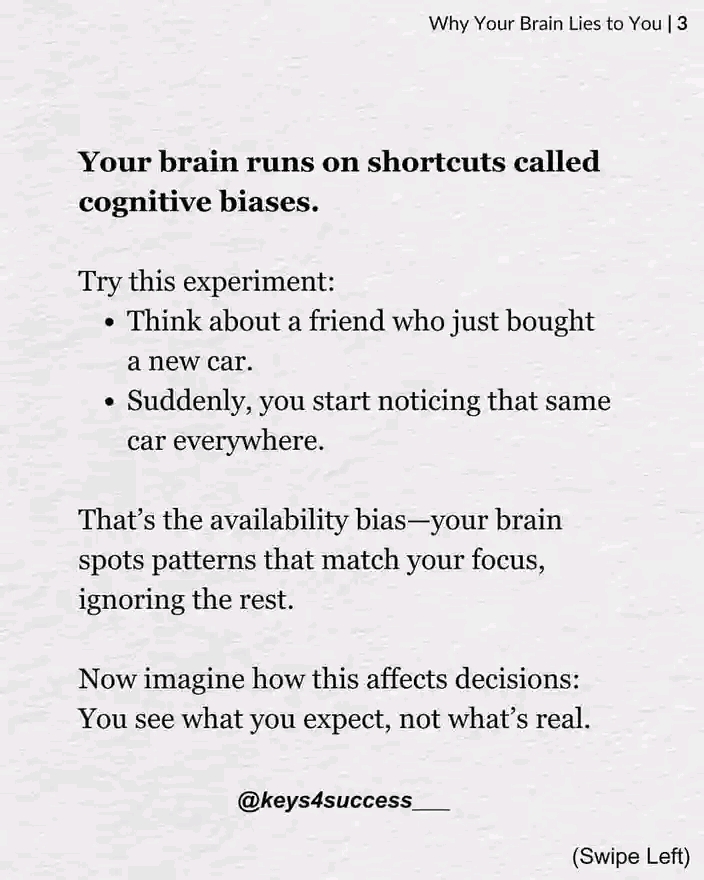 Why Your Brain Lies to You | 3
Your brain runs on shortcuts called
cognitive biases.
Try this experiment:
• Think about a friend who just bought
a new car.
• Suddenly, you start noticing that same
car everywhere.
That’s the availability bias—your brain
spots patterns that match your focus,
ignoring the rest.
Now imagine how this affects decisions:
You see what you expect, not what’s real.
@keys4success___
(Swipe Left)